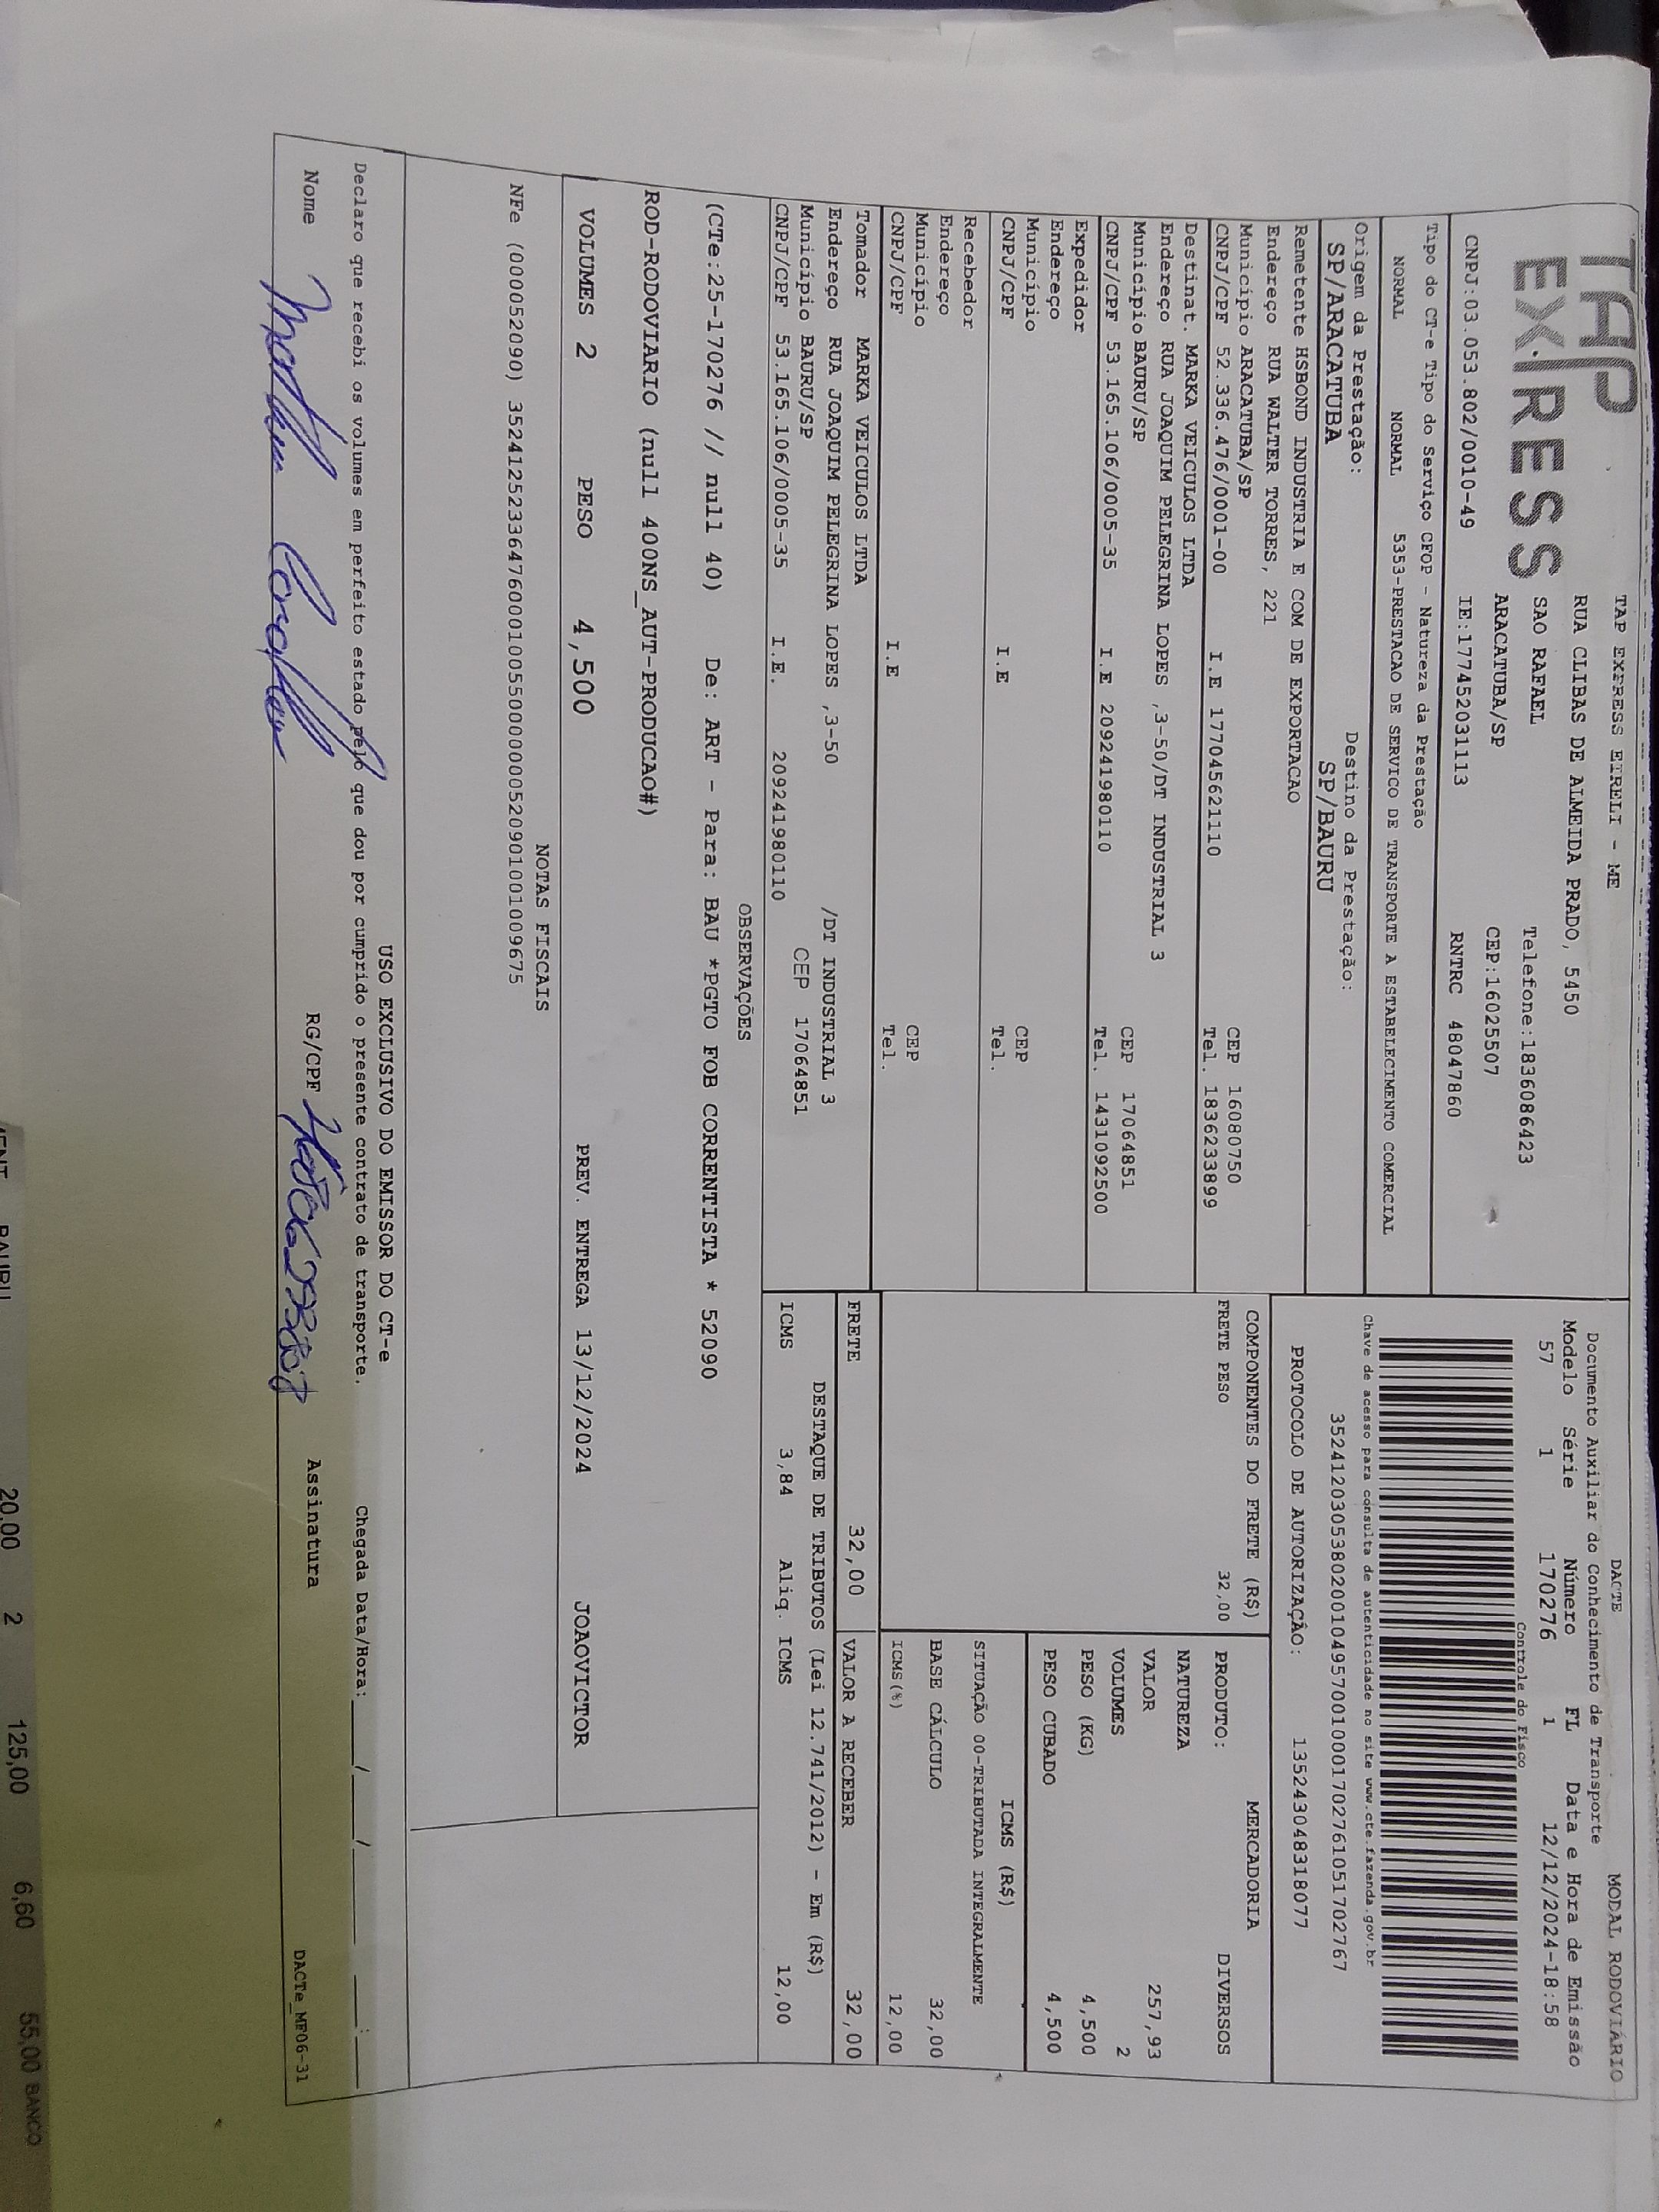 TAP
EX.RESS
TAP EXPRESS EIRELI - ME
RUA CLIBAS DE ALMEIDA PRADO, 5450
SAO RAFAEL Telefone:1836086423
ARACATUBA/SP CEP:16025507
CNPJ:03.053.802/0010-49 IE:177452031113 RNTRC 48047860
Tipo do CT-e Tipo do Serviço CFOP - Natureza da Prestação
NORMAL NORMAL 5353-PRESTACAO DE SERVICO DE TRANSPORTE A ESTABELECIMENTO COMERCIAL
Origem da Prestação: Destino da Prestação:
SP/ARACATUBA SP/BAURU
DACTE MODAL RODOVIÁRIO
Documento Auxiliar do Conhecimento de Transporte
Modelo Série Número FL Data e Hora de Emissão
57 1 170276 1 12/12/2024-18:58
Controle do Fisco
Chave de acesso para consulta de autenticidade no site www.cte.fazenda.gov.br
35241203053802001049570010001702761051702767
PROTOCOLO DE AUTORIZAÇÃO: 135243048318077
Remetente HSBOND INDUSTRIA E COM DE EXPORTACAO
Endereço RUA WALTER TORRES, 221
Município ARACATUBA/SP CEP 16080750
CNPJ/CPF 52.336.476/0001-00 I.E 177045621110 Tel. 1836233899
Destinat. MARKA VEICULOS LTDA
Endereço RUA JOAQUIM PELEGRINA LOPES ,3-50/DT INDUSTRIAL 3
Município BAURU/SP CEP 17064851
CNPJ/CPF 53.165.106/0005-35 I.E 209241980110 Tel. 1431092500
Expedidor
Endereço
Município CEP
CNPJ/CPF I.E Tel.
Recebedor
Endereço
Município CEP
CNPJ/CPF I.E Tel.
Tomador MARKA VEICULOS LTDA
Endereço RUA JOAQUIM PELEGRINA LOPES ,3-50 /DT INDUSTRIAL 3
Município BAURU/SP CEP 17064851
CNPJ/CPF 53.165.106/0005-35 I.E. 209241980110
COMPONENTES DO FRETE (R$)
FRETE PESO 32,00
MERCADORIA
PRODUTO: DIVERSOS
NATUREZA
VALOR 257,93
VOLUMES 2
PESO (KG) 4,500
PESO CUBADO 4,500
ICMS (R$)
SITUAÇÃO 00-TRIBUTADA INTEGRALMENTE
BASE CÁLCULO 32,00
ICMS(%) 12,00
FRETE 32,00 VALOR A RECEBER 32,00
DESTAQUE DE TRIBUTOS (Lei 12.741/2012) - Em (R$)
ICMS 3,84 Aliq. ICMS 12,00
OBSERVAÇÕES
(CTe:25-170276 // null 40) De: ART - Para: BAU *PGTO FOB CORRENTISTA * 52090
ROD-RODOVIARIO (null 400NS_AUT-PRODUCAO#)
VOLUMES 2 PESO 4,500 PREV. ENTREGA 13/12/2024 JOAOVICTOR
NOTAS FISCAIS
NFe (000052090) 35241252336476000100550000000520901001009675
USO EXCLUSIVO DO EMISSOR DO CT-e
Declaro que recebi os volumes em perfeito estado pelo que dou por cumprido o presente contrato de transporte. Chegada Data/Hora:____/____/____ ____:____
Nome RG/CPF Assinatura DACTe_MF06-31
BAURU 20,00 2 125,00 6,60 55,00 BANCO